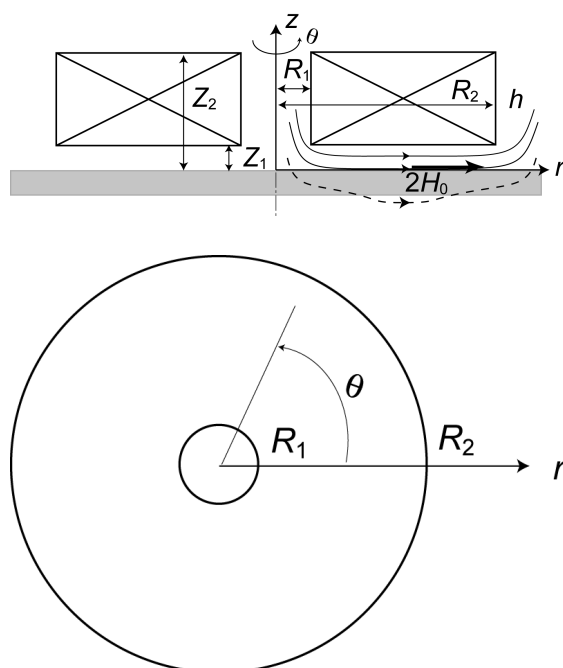 z
θ
R₁
R₂
h
Z₂
Z₁
r
2H₀
θ
R₁
R₂
r